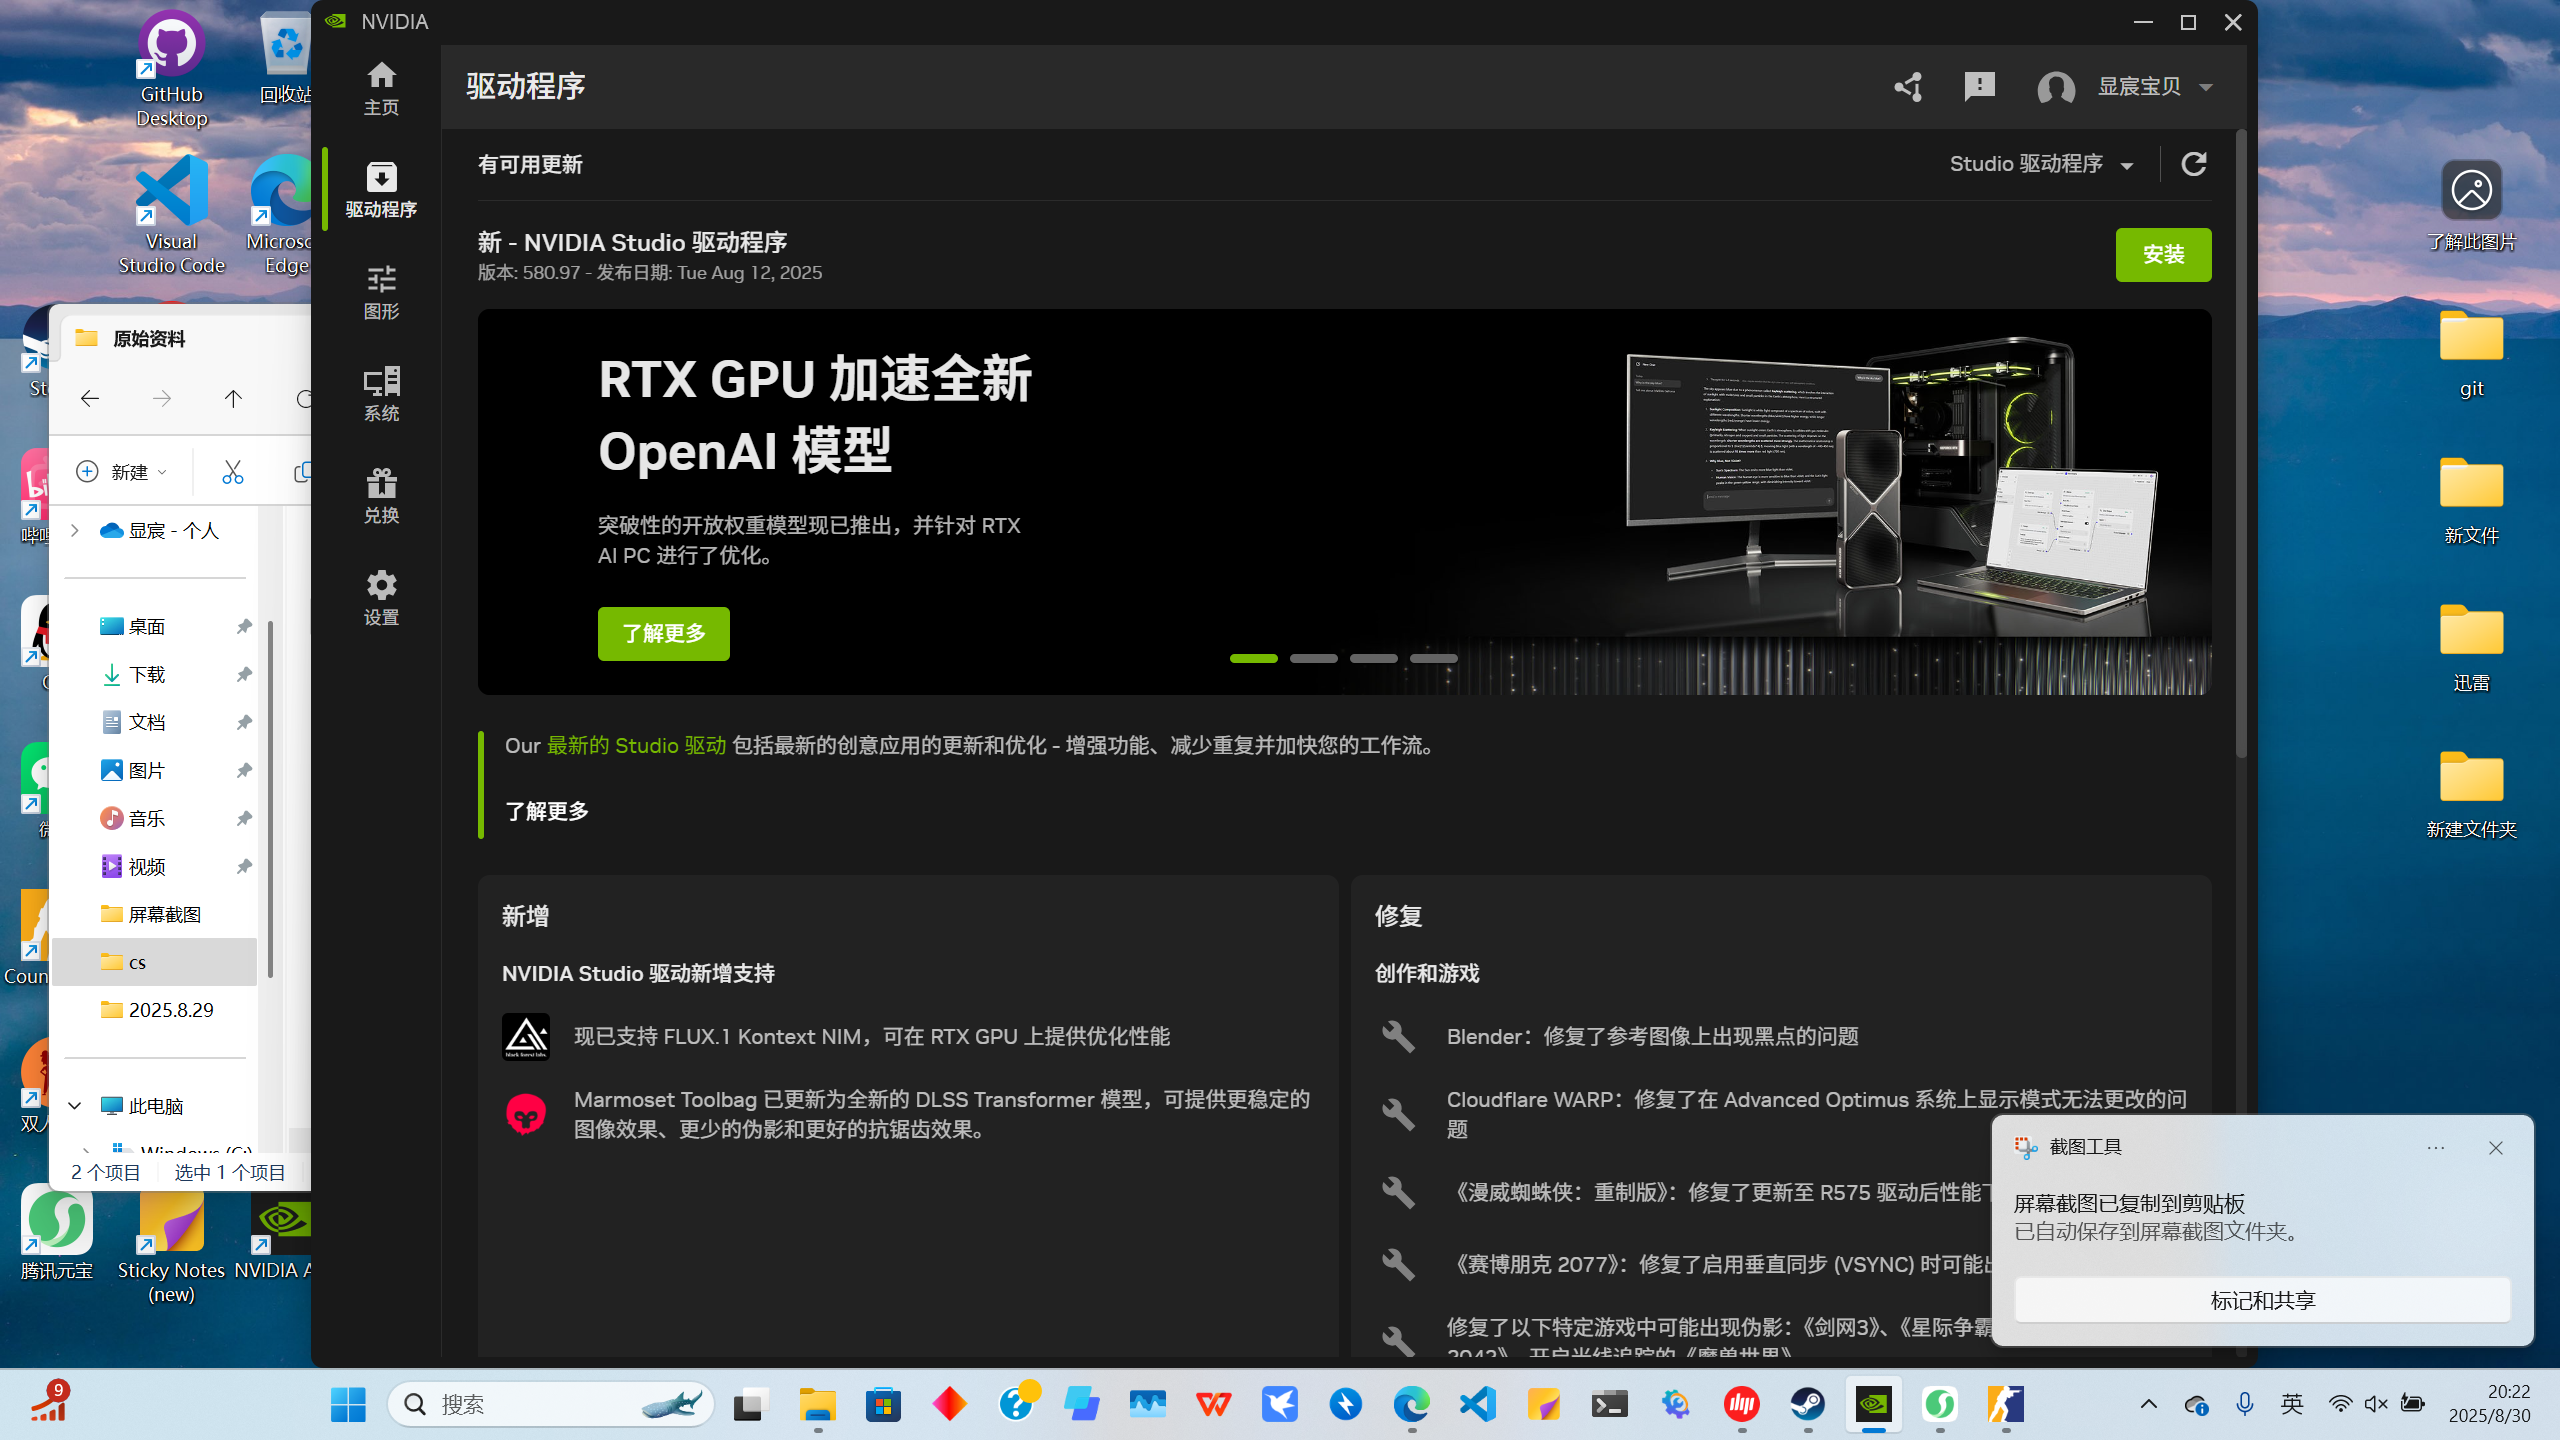 GitHub
Desktop
回收站
Visual
Studio Code
Microso
Edge
原始资料
新建
显宸 - 个人
桌面
下载
文档
图片
音乐
视频
屏幕截图
cs
2025.8.29
此电脑
Windows (C:)
2 个项目
选中 1 个项目
Coun
腾讯元宝
Sticky Notes
(new)
NVIDIA A
NVIDIA
主页
驱动程序
图形
系统
兑换
设置
驱动程序
显宸宝贝
有可用更新
Studio 驱动程序
新 - NVIDIA Studio 驱动程序
版本: 580.97 - 发布日期: Tue Aug 12, 2025
安装
RTX GPU 加速全新
OpenAI 模型
突破性的开放权重模型现已推出，并针对 RTX
AI PC 进行了优化。
了解更多
Our 最新的 Studio 驱动 包括最新的创意应用的更新和优化 - 增强功能、减少重复并加快您的工作流。
了解更多
新增
NVIDIA Studio 驱动新增支持
现已支持 FLUX.1 Kontext NIM，可在 RTX GPU 上提供优化性能
Marmoset Toolbag 已更新为全新的 DLSS Transformer 模型，可提供更稳定的
图像效果、更少的伪影和更好的抗锯齿效果。
修复
创作和游戏
Blender：修复了参考图像上出现黑点的问题
Cloudflare WARP：修复了在 Advanced Optimus 系统上显示模式无法更改的问
题
《漫威蜘蛛侠：重制版》：修复了更新至 R575 驱动后性能下
《赛博朋克 2077》：修复了启用垂直同步 (VSYNC) 时可能出
修复了以下特定游戏中可能出现伪影：《剑网3》、《星际争霸
2042》、开启光线追踪的《魔兽世界》
了解此图片
git
新文件
迅雷
新建文件夹
截图工具
屏幕截图已复制到剪贴板
已自动保存到屏幕截图文件夹。
标记和共享
9
搜索
英
20:22
2025/8/30